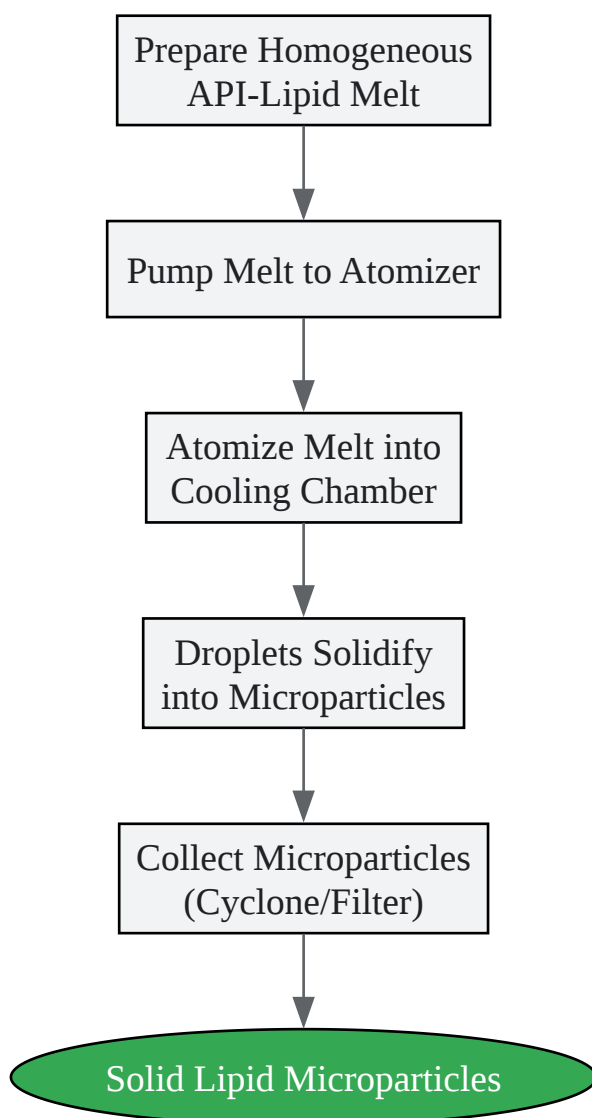 Prepare Homogeneous
API-Lipid Melt
Pump Melt to Atomizer
Atomize Melt into
Cooling Chamber
Droplets Solidify
into Microparticles
Collect Microparticles
(Cyclone/Filter)
Solid Lipid Microparticles